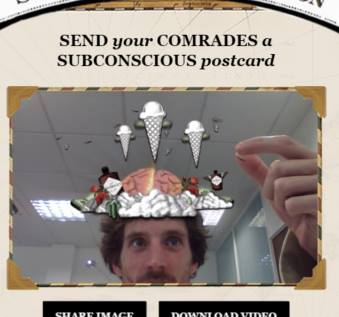 SEND your COMRADES a
SUBCONSCIOUS postcard
SHARE IMAGE
DOWNLOAD VIDEO